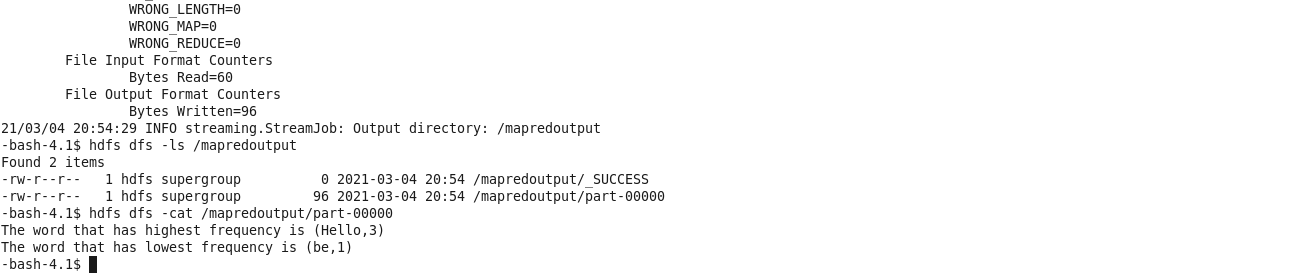 WRONG_LENGTH=0
WRONG_MAP=0
WRONG_REDUCE=0
File Input Format Counters
Bytes Read=60
File Output Format Counters
Bytes Written=96
21/03/04 20:54:29 INFO streaming.StreamJob: Output directory: /mapredoutput
-bash-4.1$ hdfs dfs -ls /mapredoutput
Found 2 items
-rw-r--r--   1 hdfs supergroup          0 2021-03-04 20:54 /mapredoutput/_SUCCESS
-rw-r--r--   1 hdfs supergroup         96 2021-03-04 20:54 /mapredoutput/part-00000
-bash-4.1$ hdfs dfs -cat /mapredoutput/part-00000
The word that has highest frequency is (Hello,3)
The word that has lowest frequency is (be,1)
-bash-4.1$